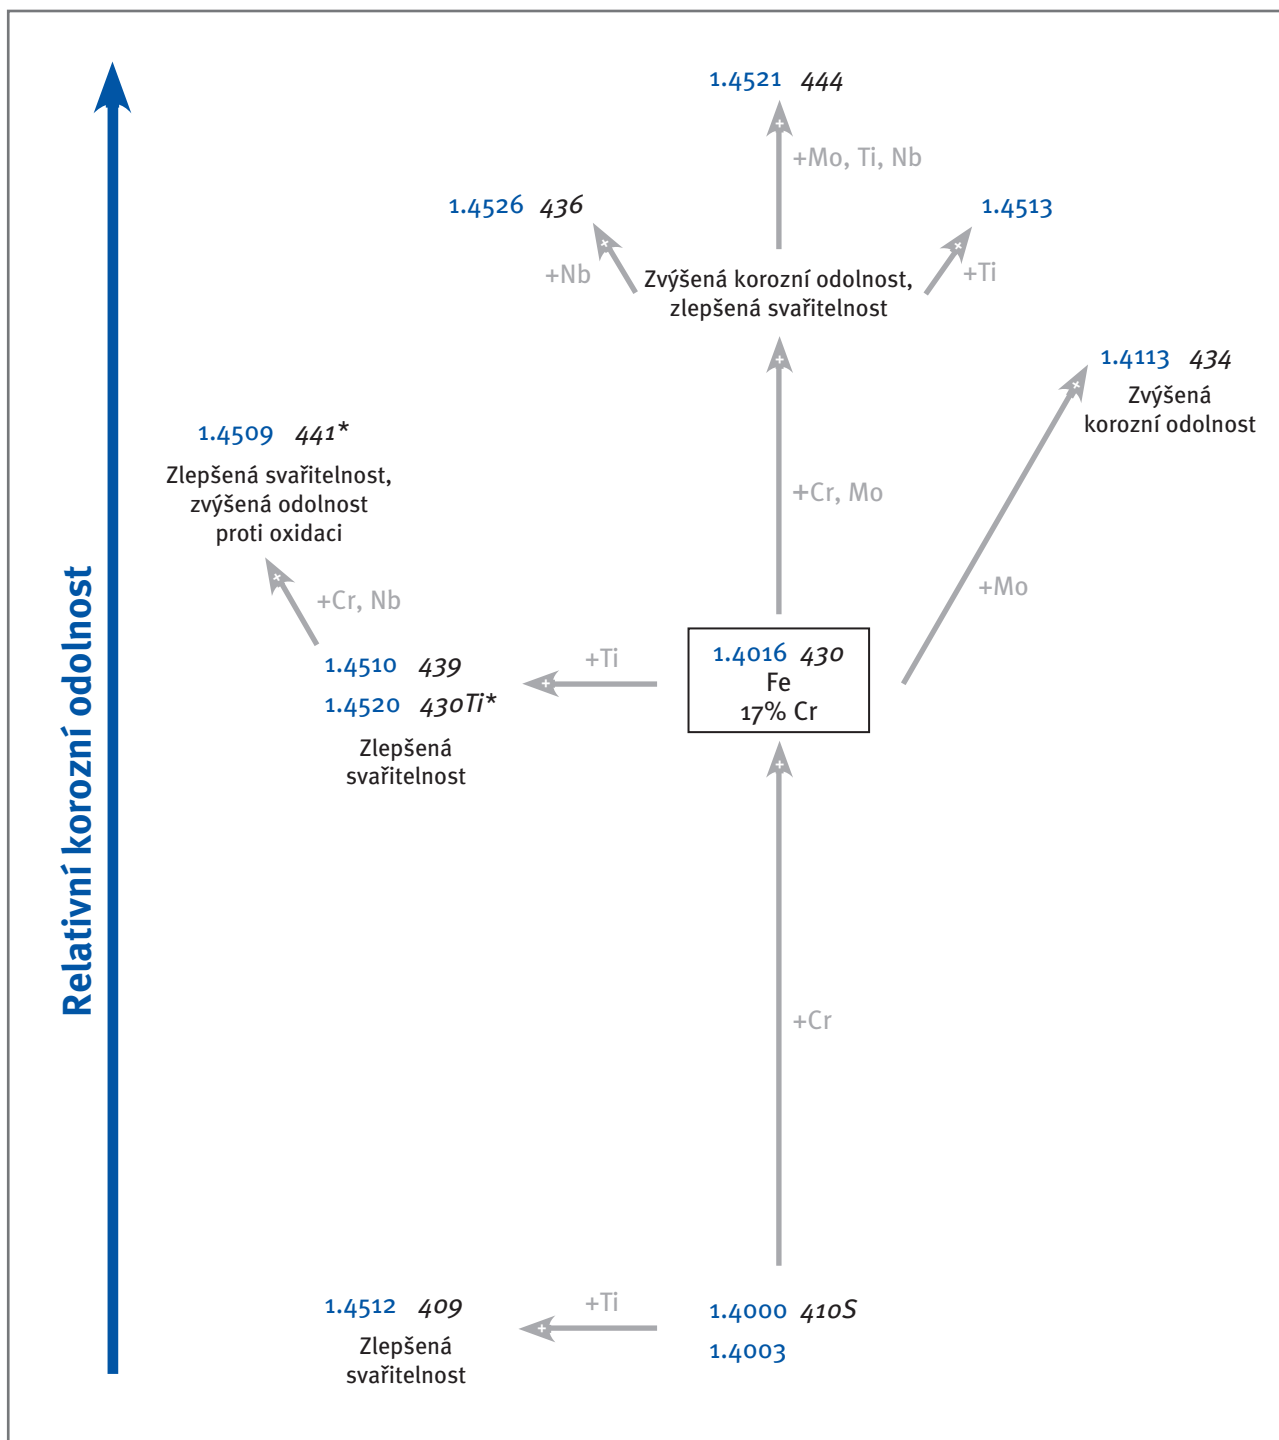 Relativní korozní odolnost
1.4521 444
+Mo, Ti, Nb
1.4526 436
1.4513
+Nb
Zvýšená korozní odolnost,
zlepšená svařitelnost
+Ti
1.4113 434
Zvýšená
korozní odolnost
1.4509 441*
Zlepšená svařitelnost,
zvýšená odolnost
proti oxidaci
+Cr, Mo
+Cr, Nb
+Mo
1.4510 439
1.4520 430Ti*
Zlepšená
svařitelnost
+Ti
1.4016 430
Fe
17% Cr
+Cr
1.4512 409
Zlepšená
svařitelnost
+Ti
1.4000 410S
1.4003